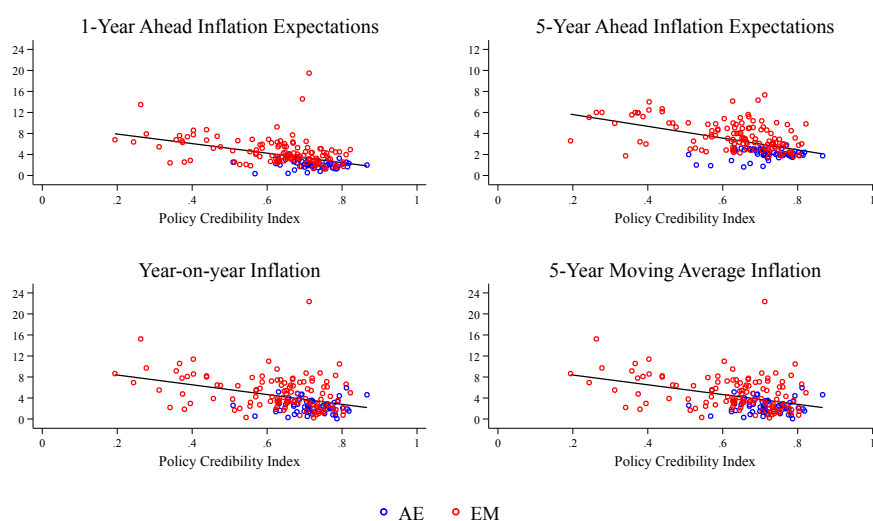 1-Year Ahead Inflation Expectations
24
20
16
12
8
4
0
0 .2 .4 .6 .8 1
Policy Credibility Index
5-Year Ahead Inflation Expectations
12
10
8
6
4
2
0
0 .2 .4 .6 .8 1
Policy Credibility Index
Year-on-year Inflation
24
20
16
12
8
4
0
0 .2 .4 .6 .8 1
Policy Credibility Index
5-Year Moving Average Inflation
24
20
16
12
8
4
0
0 .2 .4 .6 .8 1
Policy Credibility Index
AE EM